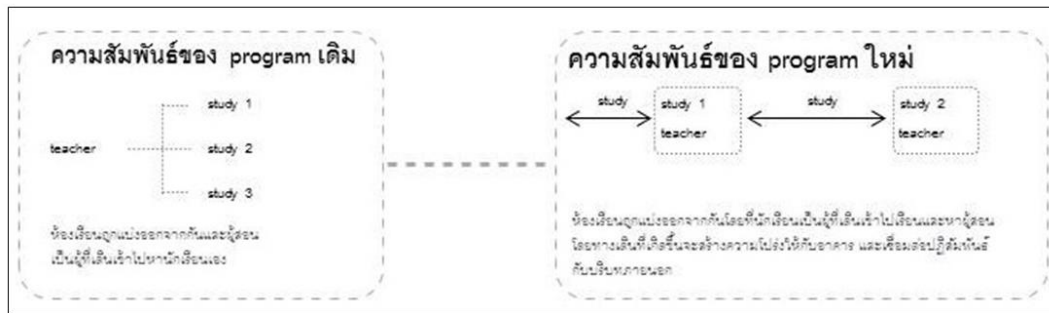 ความสัมพันธ์ของ program เดิม
study 1
teacher
study 2
study 3
ห้องเรียนถูกแบ่งออกจากกันและผู้สอน
เป็นผู้ที่เดินเข้าไปหานักเรียนเอง
ความสัมพันธ์ของ program ใหม่
study
study 1
study
study 2
teacher
teacher
ห้องเรียนถูกแบ่งออกจากกันโดยที่นักเรียนเป็นผู้ที่เดินเข้าไปเรียนและหาผู้สอน
โดยทางเดินที่เกิดขึ้นจะสร้างความโปร่งให้กับอาคาร และเชื่อมต่อปฏิสัมพันธ์
กับบริบทภายนอก